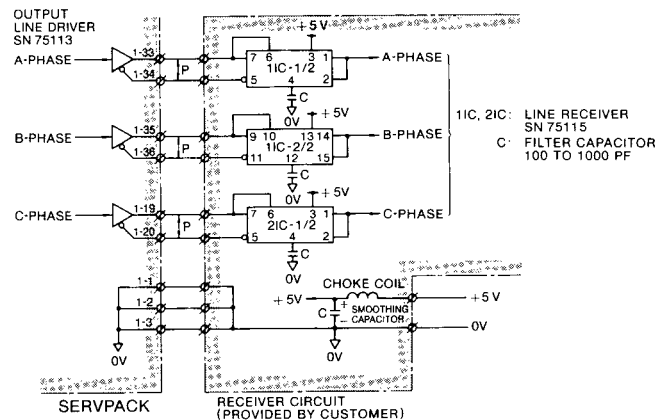 OUTPUT
LINE DRIVER
SN 75113
+5V
A-PHASE
1-33
1-34
P
7 6 3 1
1IC-1/2
5 4 2
C
0V
A-PHASE
+5V
B-PHASE
1-35
1-36
P
9 10 13 14
1IC-2/2
11 12 15
C
0V
B-PHASE
1IC, 2IC: LINE RECEIVER
SN 75115
C: FILTER CAPACITOR
100 TO 1000 PF
+5V
C-PHASE
1-19
1-20
P
7 6 3 1
2IC-1/2
5 4 2
C
0V
C-PHASE
1-1
1-2
1-3
0V
CHOKE COIL
+5V
+5V
C
+
−
SMOOTHING
CAPACITOR
0V
0V
SERVPACK
RECEIVER CIRCUIT
(PROVIDED BY CUSTOMER)